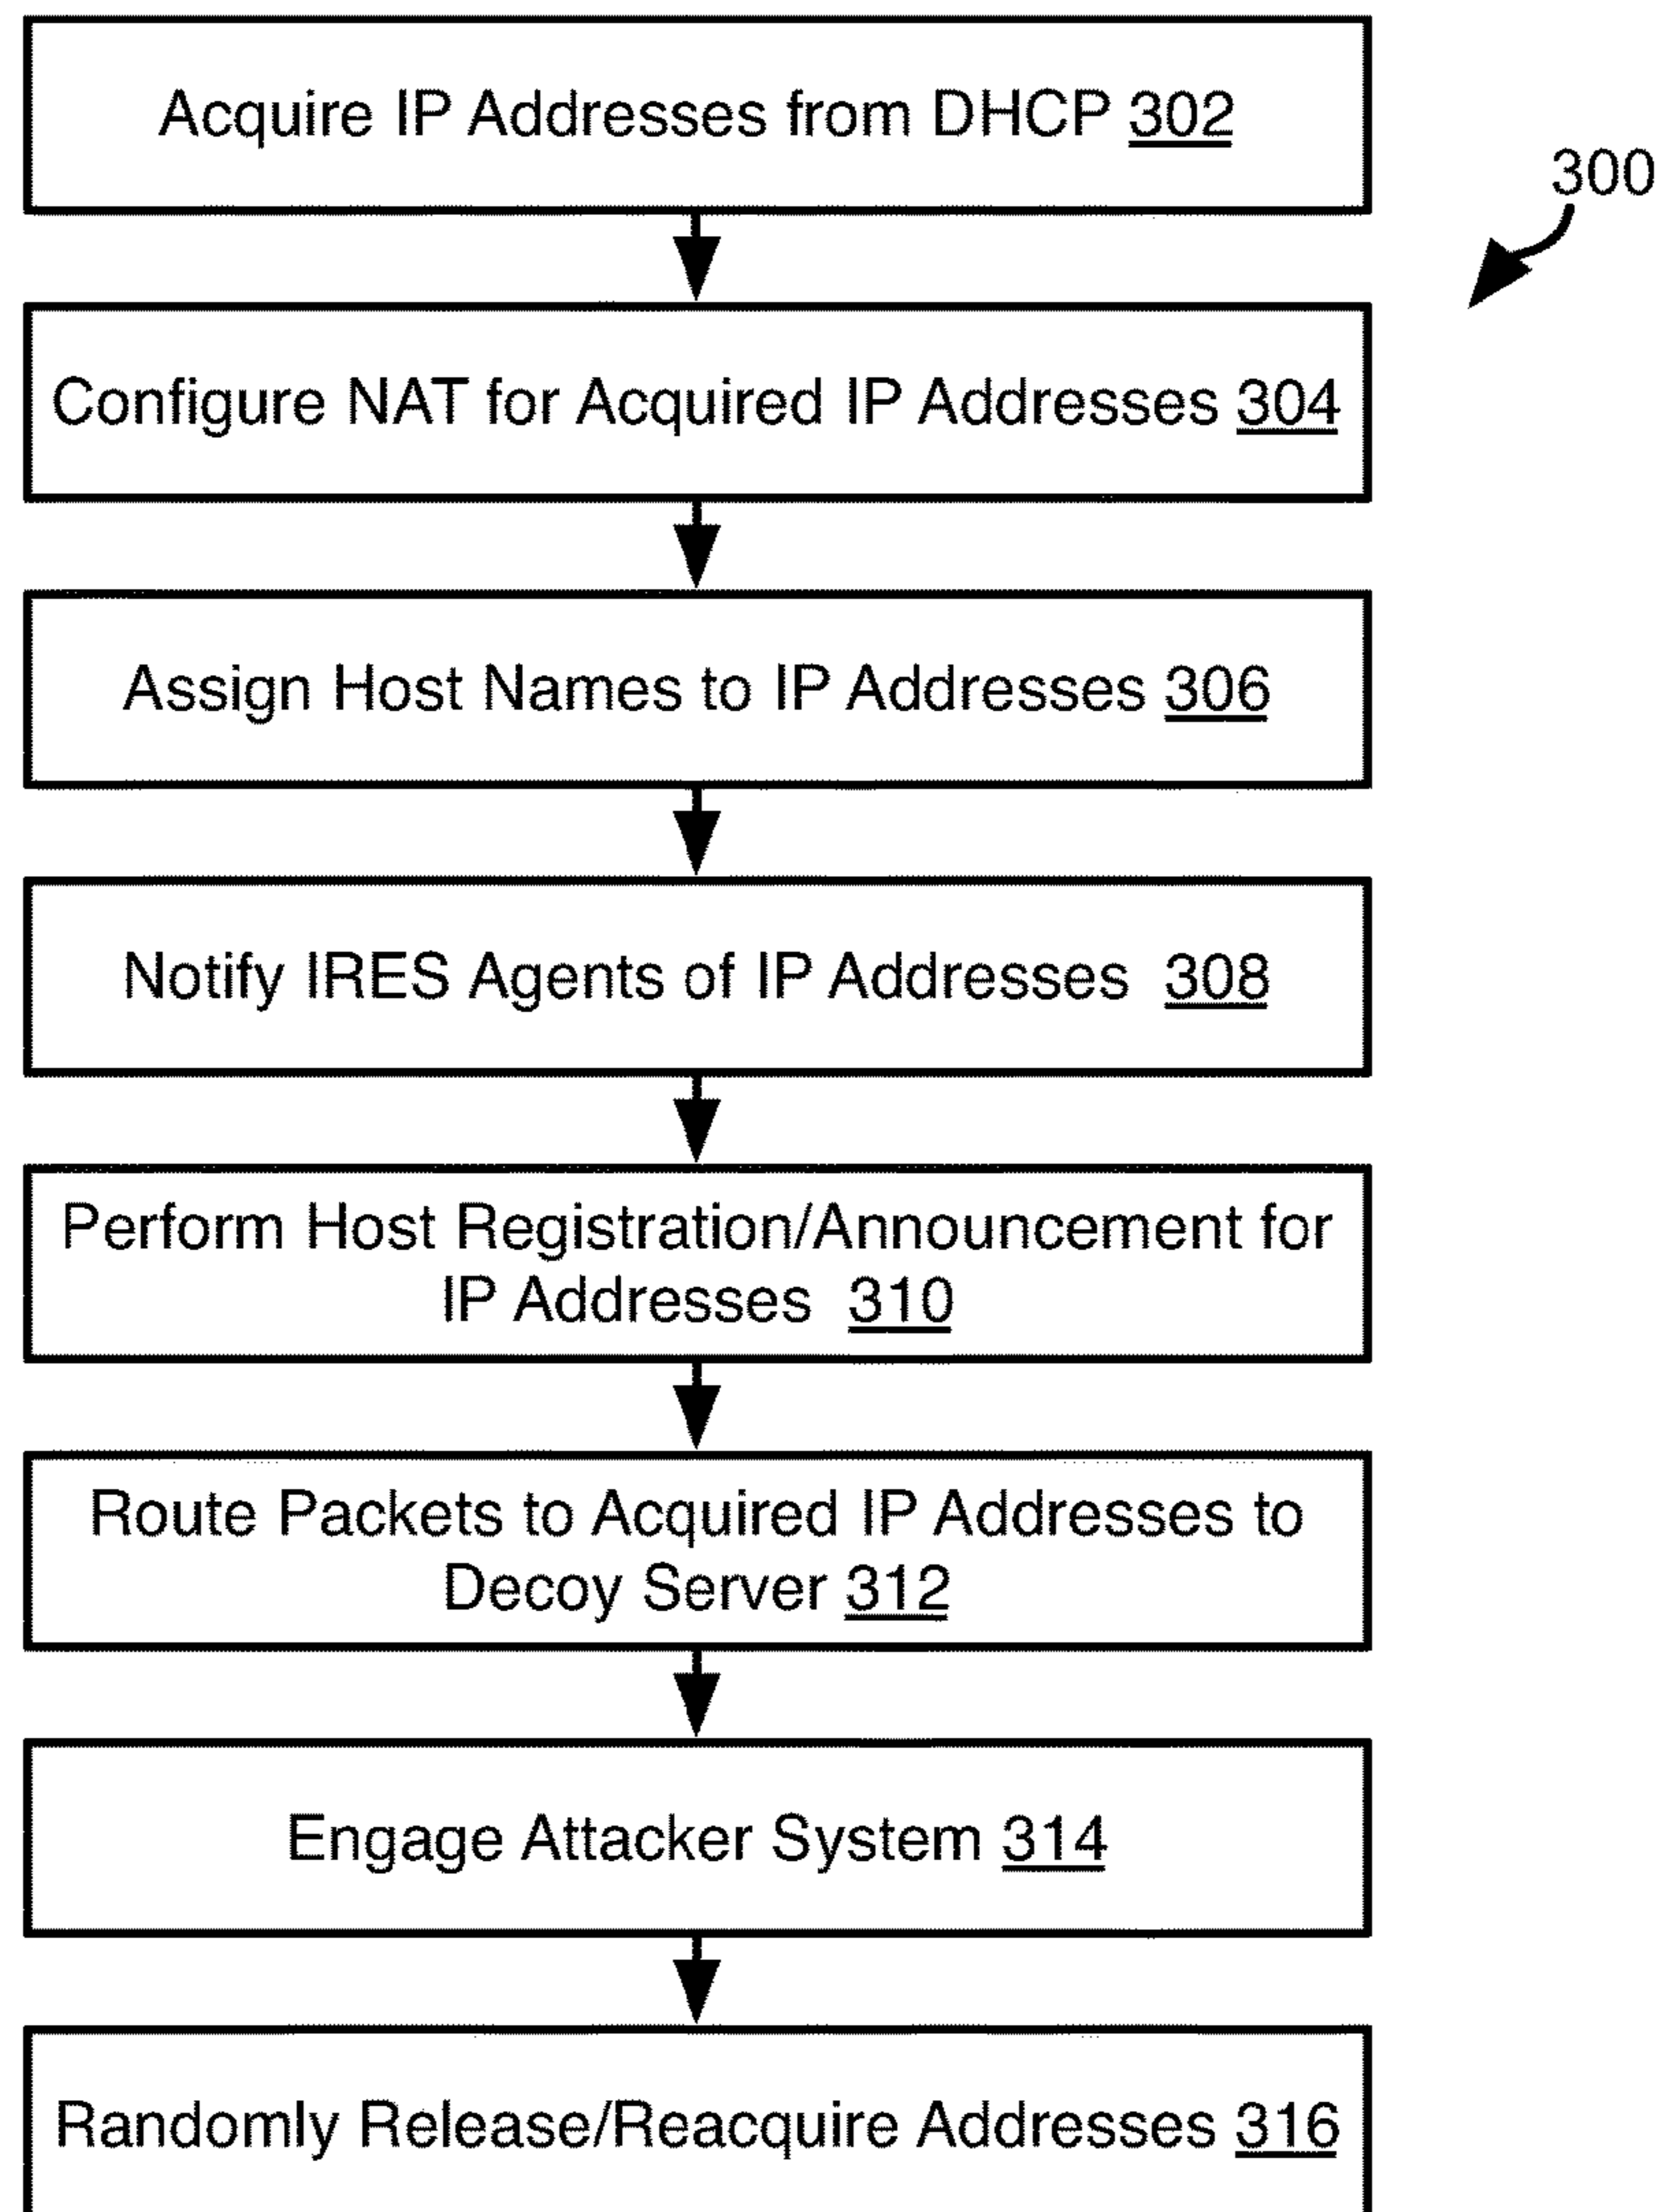 Acquire IP Addresses from DHCP 302
300
Configure NAT for Acquired IP Addresses 304
Assign Host Names to IP Addresses 306
Notify IRES Agents of IP Addresses 308
Perform Host Registration/Announcement for
IP Addresses 310
Route Packets to Acquired IP Addresses to
Decoy Server 312
Engage Attacker System 314
Randomly Release/Reacquire Addresses 316